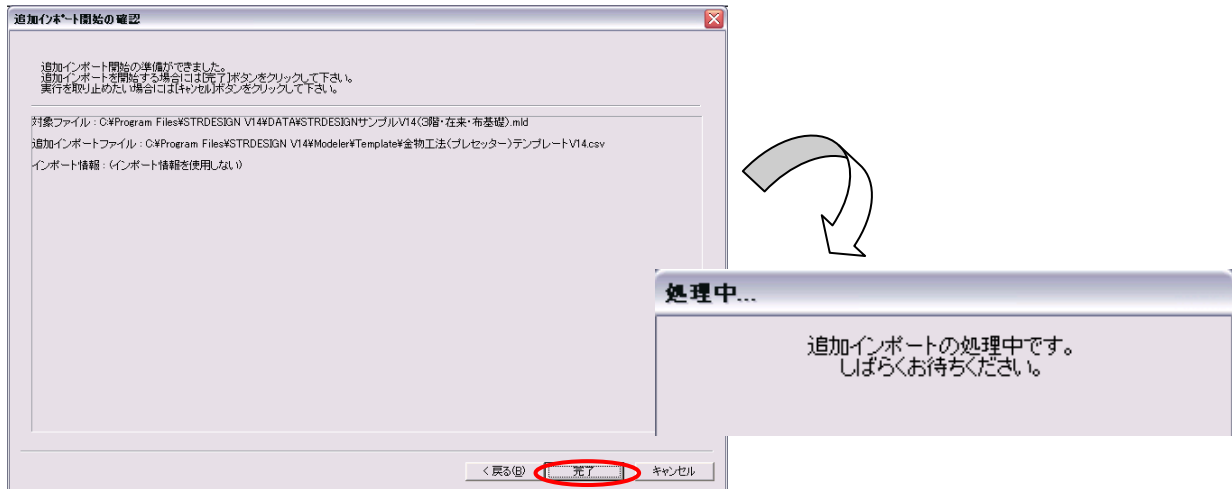 追加インポート開始の確認
追加インポート開始の準備ができました。
追加インポートを開始する場合には[完了]ボタンをクリックして下さい。
実行を取り止めたい場合には[キャンセル]ボタンをクリックして下さい。
対象ファイル : C:¥Program Files¥STRDESIGN V14¥DATA¥STRDESIGNサンプルV14(3階・在来・布基礎).mld
追加インポートファイル : C:¥Program Files¥STRDESIGN V14¥Modeler¥Template¥金物工法(プレセッター)テンプレートV14.csv
インポート情報 : (インポート情報を使用しない)
< 戻る(B) 完了 キャンセル
処理中...
追加インポートの処理中です。
しばらくお待ちください。